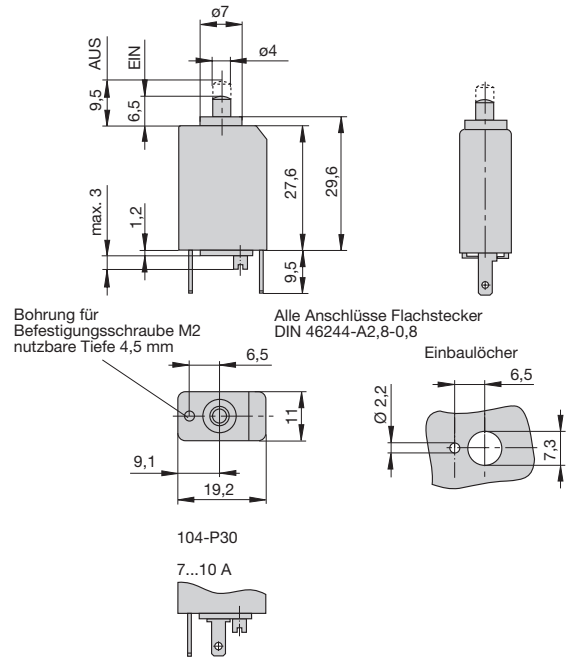 ø7
ø4
AUS
EIN
9,5
6,5
max. 3
1,2
27,6
29,6
9,5
Bohrung für
Befestigungsschraube M2
nutzbare Tiefe 4,5 mm
Alle Anschlüsse Flachstecker
DIN 46244-A2,8-0,8
Einbaulöcher
6,5
11
9,1
19,2
6,5
Ø 2,2
7,3
104-P30
7...10 A